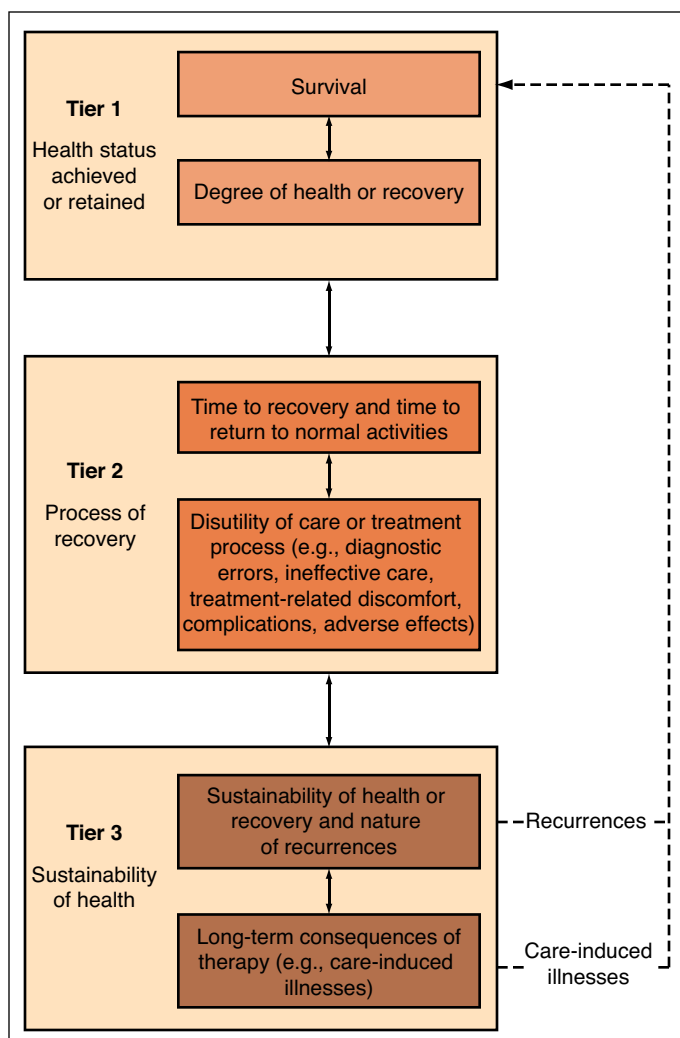 Tier 1
Health status
achieved
or retained
Survival
Degree of health or recovery
Tier 2
Process of
recovery
Time to recovery and time to
return to normal activities
Disutility of care or treatment
process (e.g., diagnostic
errors, ineffective care,
treatment-related discomfort,
complications, adverse effects)
Tier 3
Sustainability
of health
Sustainability of health or
recovery and nature
of recurrences
Recurrences
Long-term consequences of
therapy (e.g., care-induced
illnesses)
Care-induced
illnesses